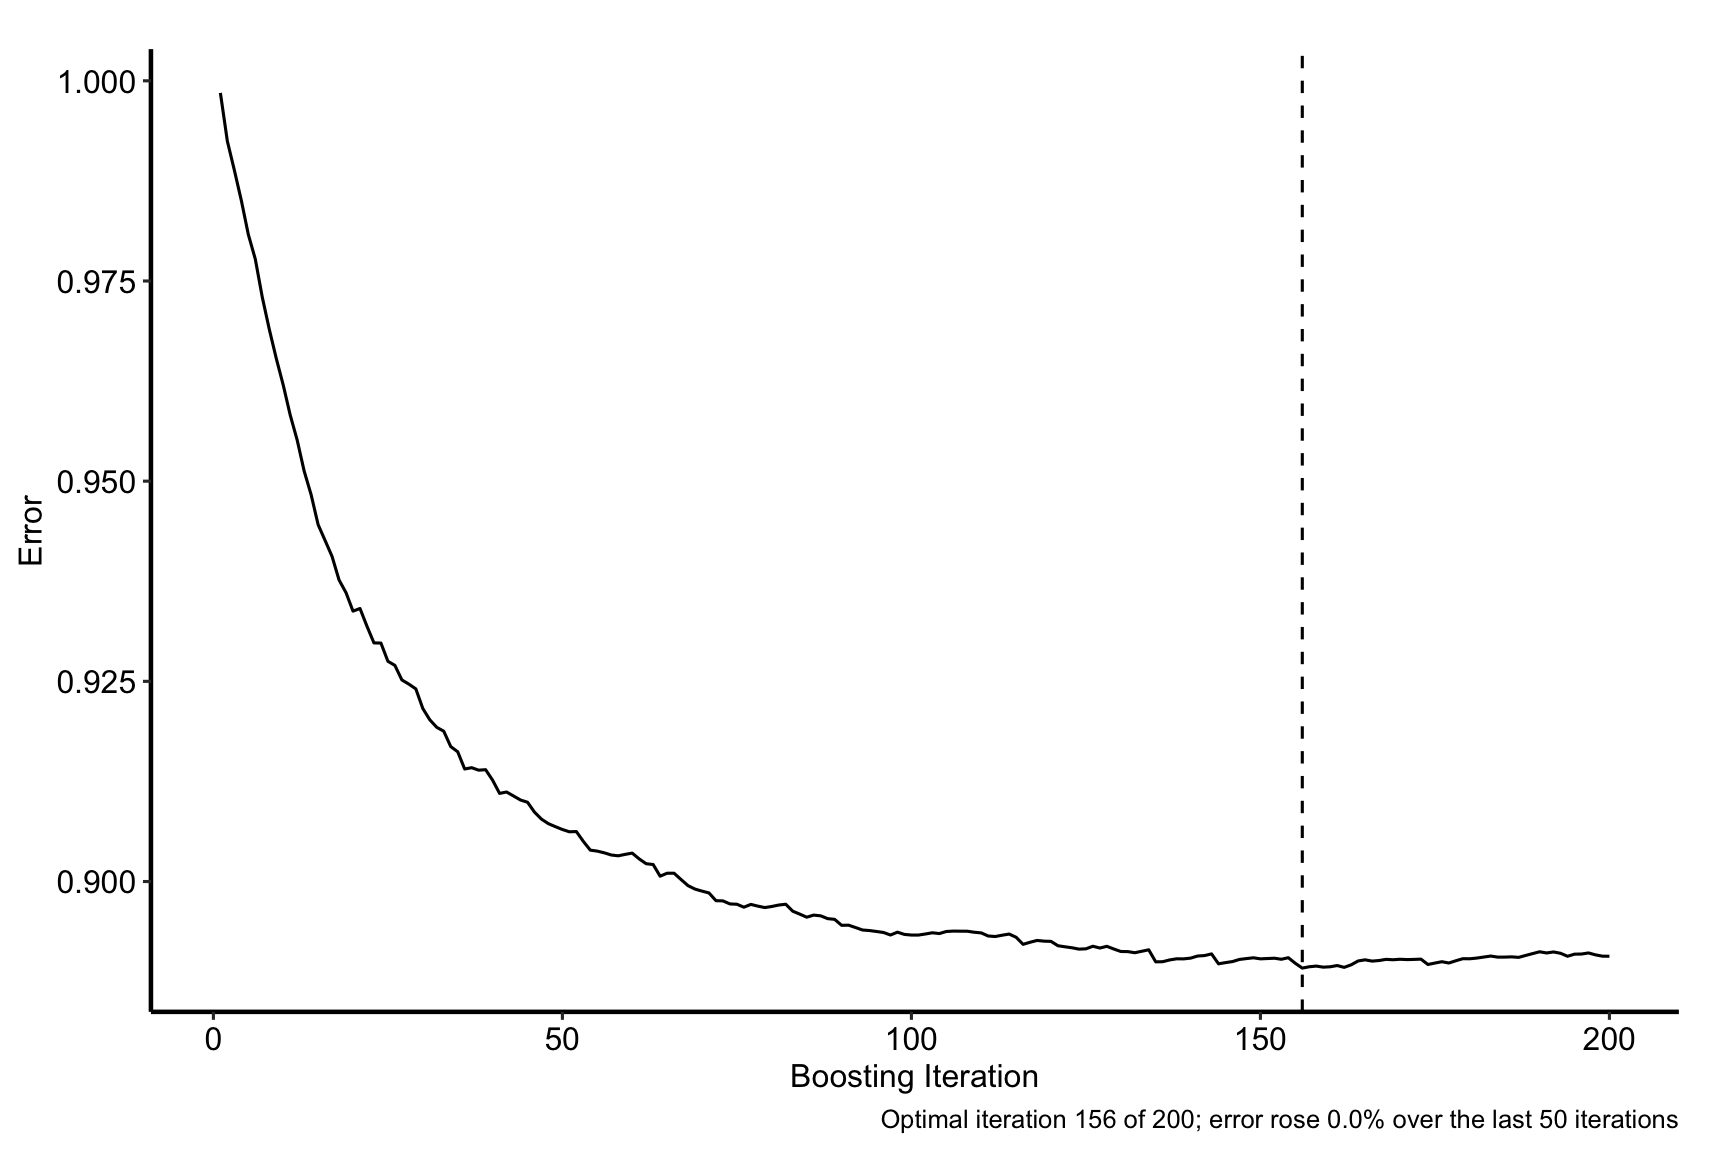 1.000
0.975
0.950
0.925
0.900
Error
0 50 100 150 200
Boosting Iteration
Optimal iteration 156 of 200; error rose 0.0% over the last 50 iterations